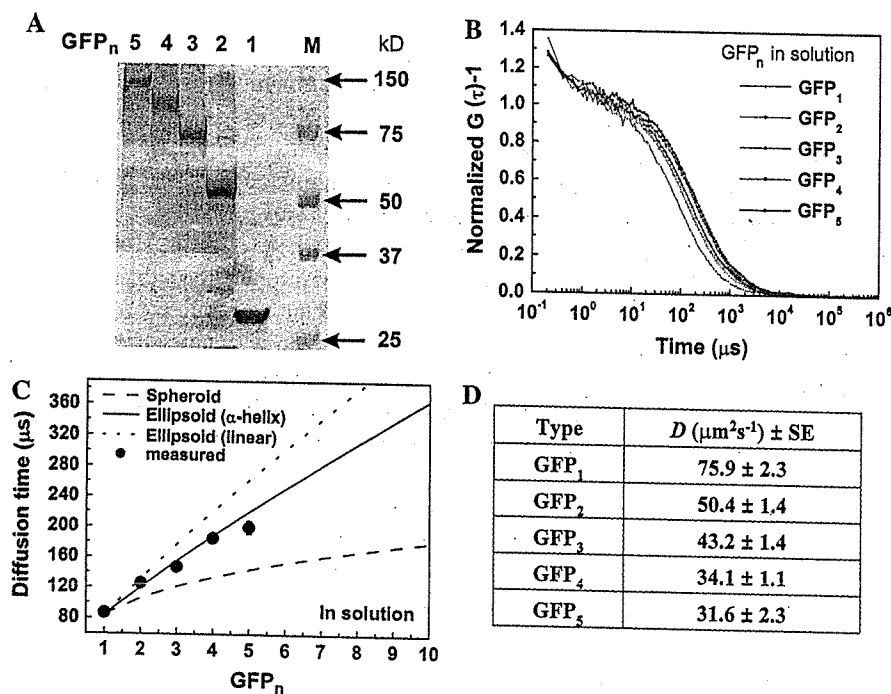 A
GFPn 5 4 3 2 1 M kD
150
75
50
37
25
B
Normalized G (τ)-1
1.4
1.2
1.0
0.8
0.6
0.4
0.2
0.0
GFPn in solution
GFP1
GFP2
GFP3
GFP4
GFP5
10-1 100 101 102 103 104 105 106
Time (μs)
C
Diffusion time (μs)
360
320
280
240
200
160
120
80
Spheroid
Ellipsoid (α-helix)
Ellipsoid (linear)
measured
In solution
1 2 3 4 5 6 7 8 9 10
GFPn
D
Type D (μm2s-1) ± SE
GFP1 75.9 ± 2.3
GFP2 50.4 ± 1.4
GFP3 43.2 ± 1.4
GFP4 34.1 ± 1.1
GFP5 31.6 ± 2.3